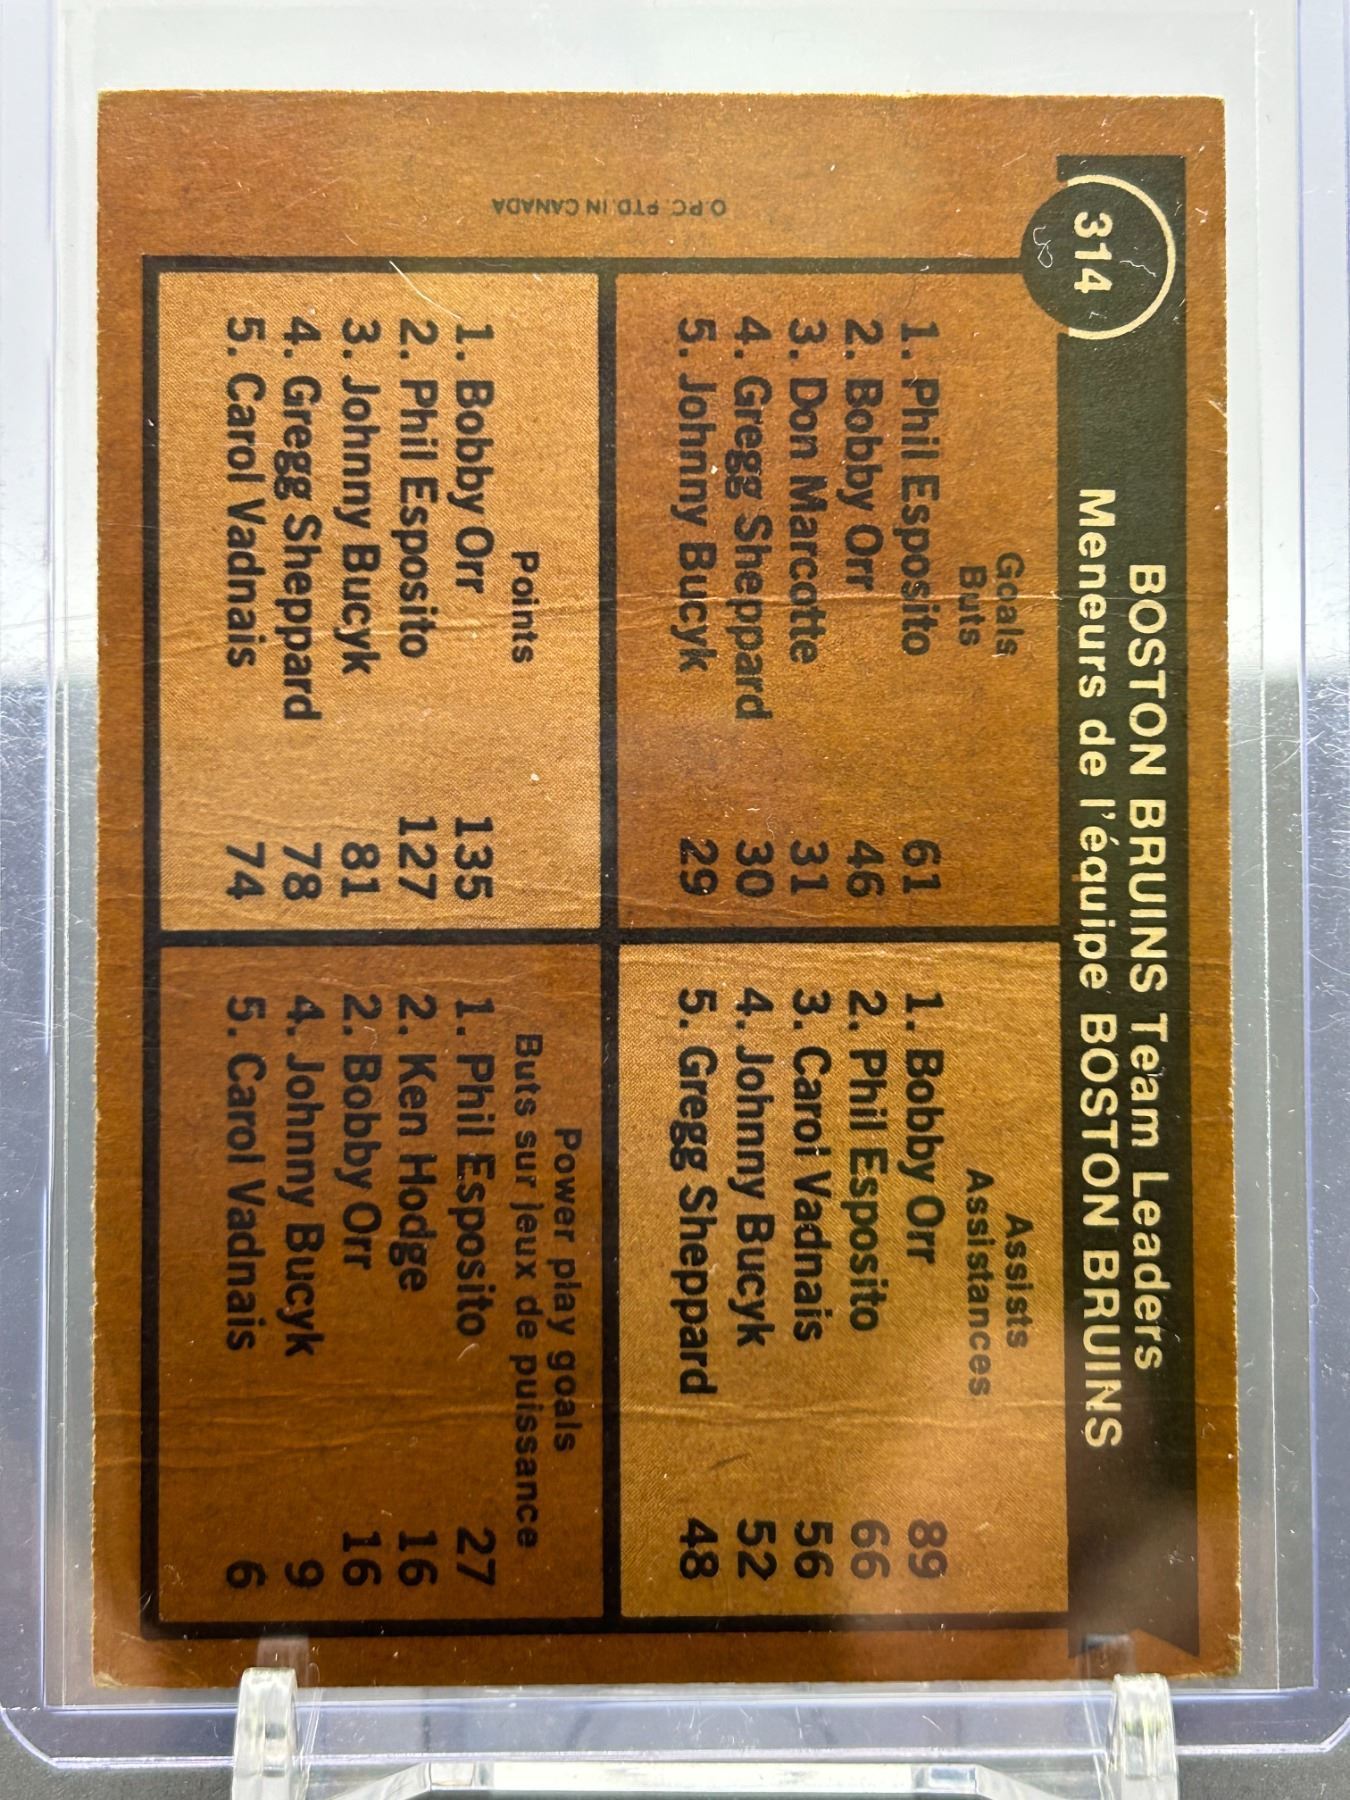 314
BOSTON BRUINS Team Leaders
Meneurs de l'équipe BOSTON BRUINS
Goals
Buts
1. Phil Esposito 61
2. Bobby Orr 46
3. Don Marcotte 31
4. Gregg Sheppard 30
5. Johnny Bucyk 29
Assists
Assistances
1. Bobby Orr 89
2. Phil Esposito 66
3. Carol Vadnais 56
4. Johnny Bucyk 52
5. Gregg Sheppard 48
Points
1. Bobby Orr 135
2. Phil Esposito 127
3. Johnny Bucyk 81
4. Gregg Sheppard 78
5. Carol Vadnais 74
Power play goals
Buts sur jeux de puissance
1. Phil Esposito 27
2. Ken Hodge 16
2. Bobby Orr 16
4. Johnny Bucyk 9
5. Carol Vadnais 6
O.P.C. PTD. IN CANADA